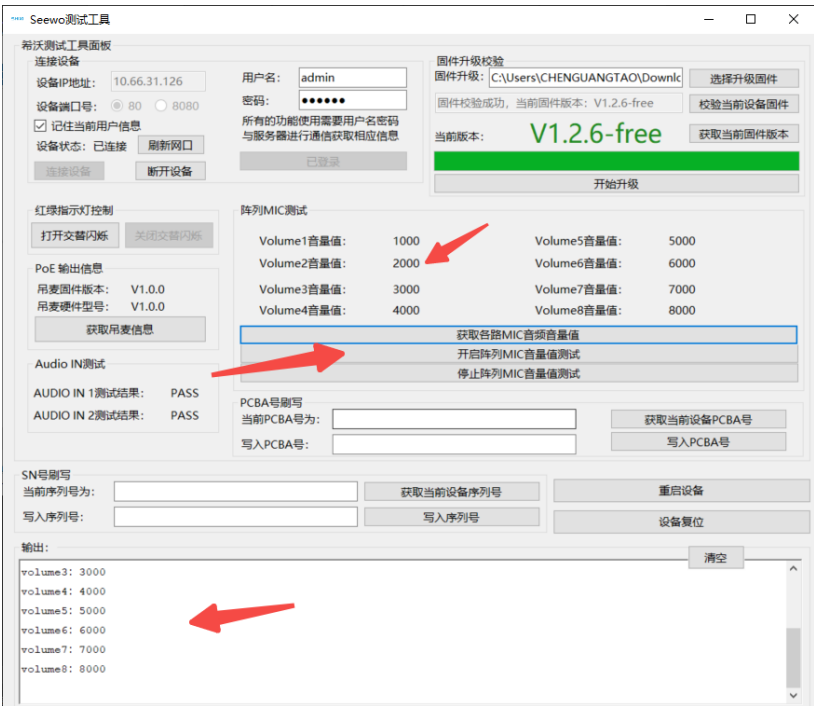 Seewo测试工具
希沃测试工具面板
连接设备
设备IP地址: 10.66.31.126
设备端口号: 80 8080
记住当前用户信息
设备状态: 已连接 刷新网口
连接设备 断开设备
用户名: admin
密码: ●●●●●●
所有的功能使用需要用户名密码
与服务器进行通信获取相应信息
已登录
固件升级校验
固件升级: C:\Users\CHENGUANGTAO\Downlc 选择升级固件
固件校验成功，当前固件版本：V1.2.6-free 校验当前设备固件
当前版本: V1.2.6-free 获取当前固件版本
开始升级
红绿指示灯控制
打开交替闪烁 关闭交替闪烁
PoE 输出信息
吊麦固件版本: V1.0.0
吊麦硬件型号: V1.0.0
获取吊麦信息
Audio IN测试
AUDIO IN 1测试结果: PASS
AUDIO IN 2测试结果: PASS
阵列MIC测试
Volume1音量值: 1000 Volume5音量值: 5000
Volume2音量值: 2000 Volume6音量值: 6000
Volume3音量值: 3000 Volume7音量值: 7000
Volume4音量值: 4000 Volume8音量值: 8000
获取各路MIC音频音量值
开启阵列MIC音量值测试
停止阵列MIC音量值测试
PCBA号刷写
当前PCBA号为: 获取当前设备PCBA号
写入PCBA号: 写入PCBA号
SN号刷写
当前序列号为: 获取当前设备序列号
写入序列号: 写入序列号
重启设备
设备复位
输出:
清空
volume3: 3000
volume4: 4000
volume5: 5000
volume6: 6000
volume7: 7000
volume8: 8000